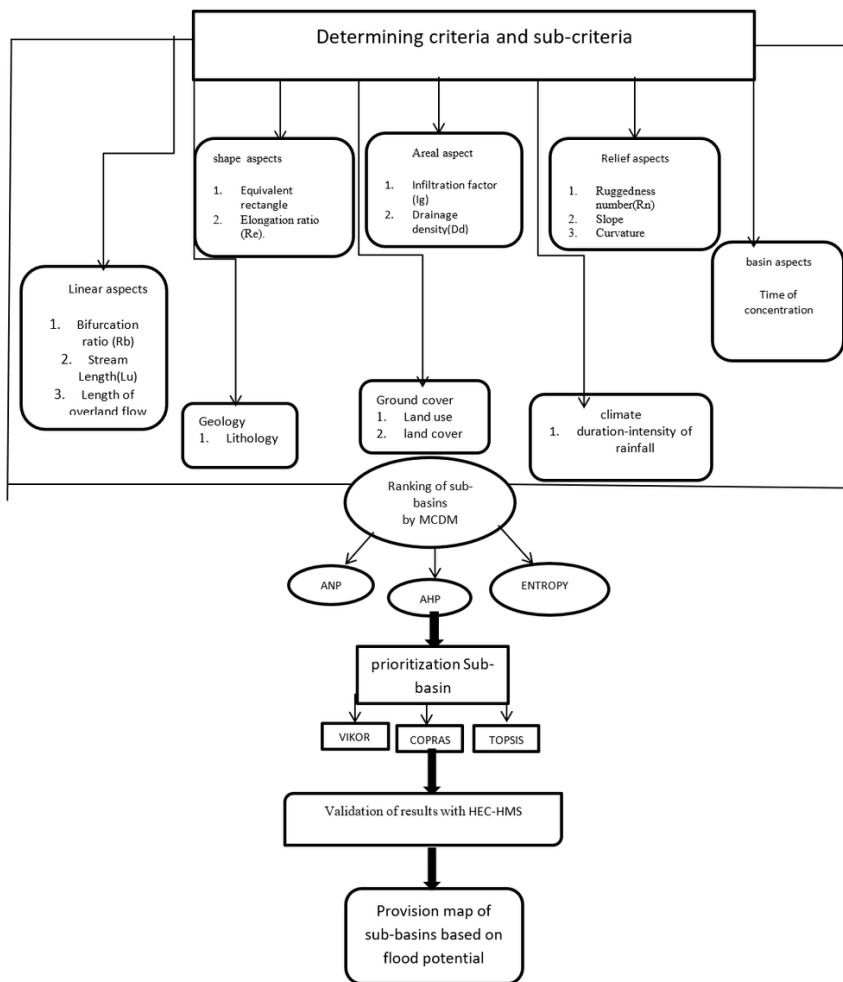 Determining criteria and sub-criteria
shape aspects
1. Equivalent
rectangle
2. Elongation ratio
(Re).
Areal aspect
1. Infiltration factor
(Ig)
2. Drainage
density(Dd)
Relief aspects
1. Ruggedness
number(Rn)
2. Slope
3. Curvature
basin aspects
Time of
concentration
Linear aspects
1. Bifurcation
ratio (Rb)
2. Stream
Length(Lu)
3. Length of
overland flow
Geology
1. Lithology
Ground cover
1. Land use
2. land cover
climate
1. duration-intensity of
rainfall
Ranking of sub-
basins
by MCDM
ANP
AHP
ENTROPY
prioritization Sub-
basin
VIKOR
COPRAS
TOPSIS
Validation of results with HEC-HMS
Provision map of
sub-basins based on
flood potential